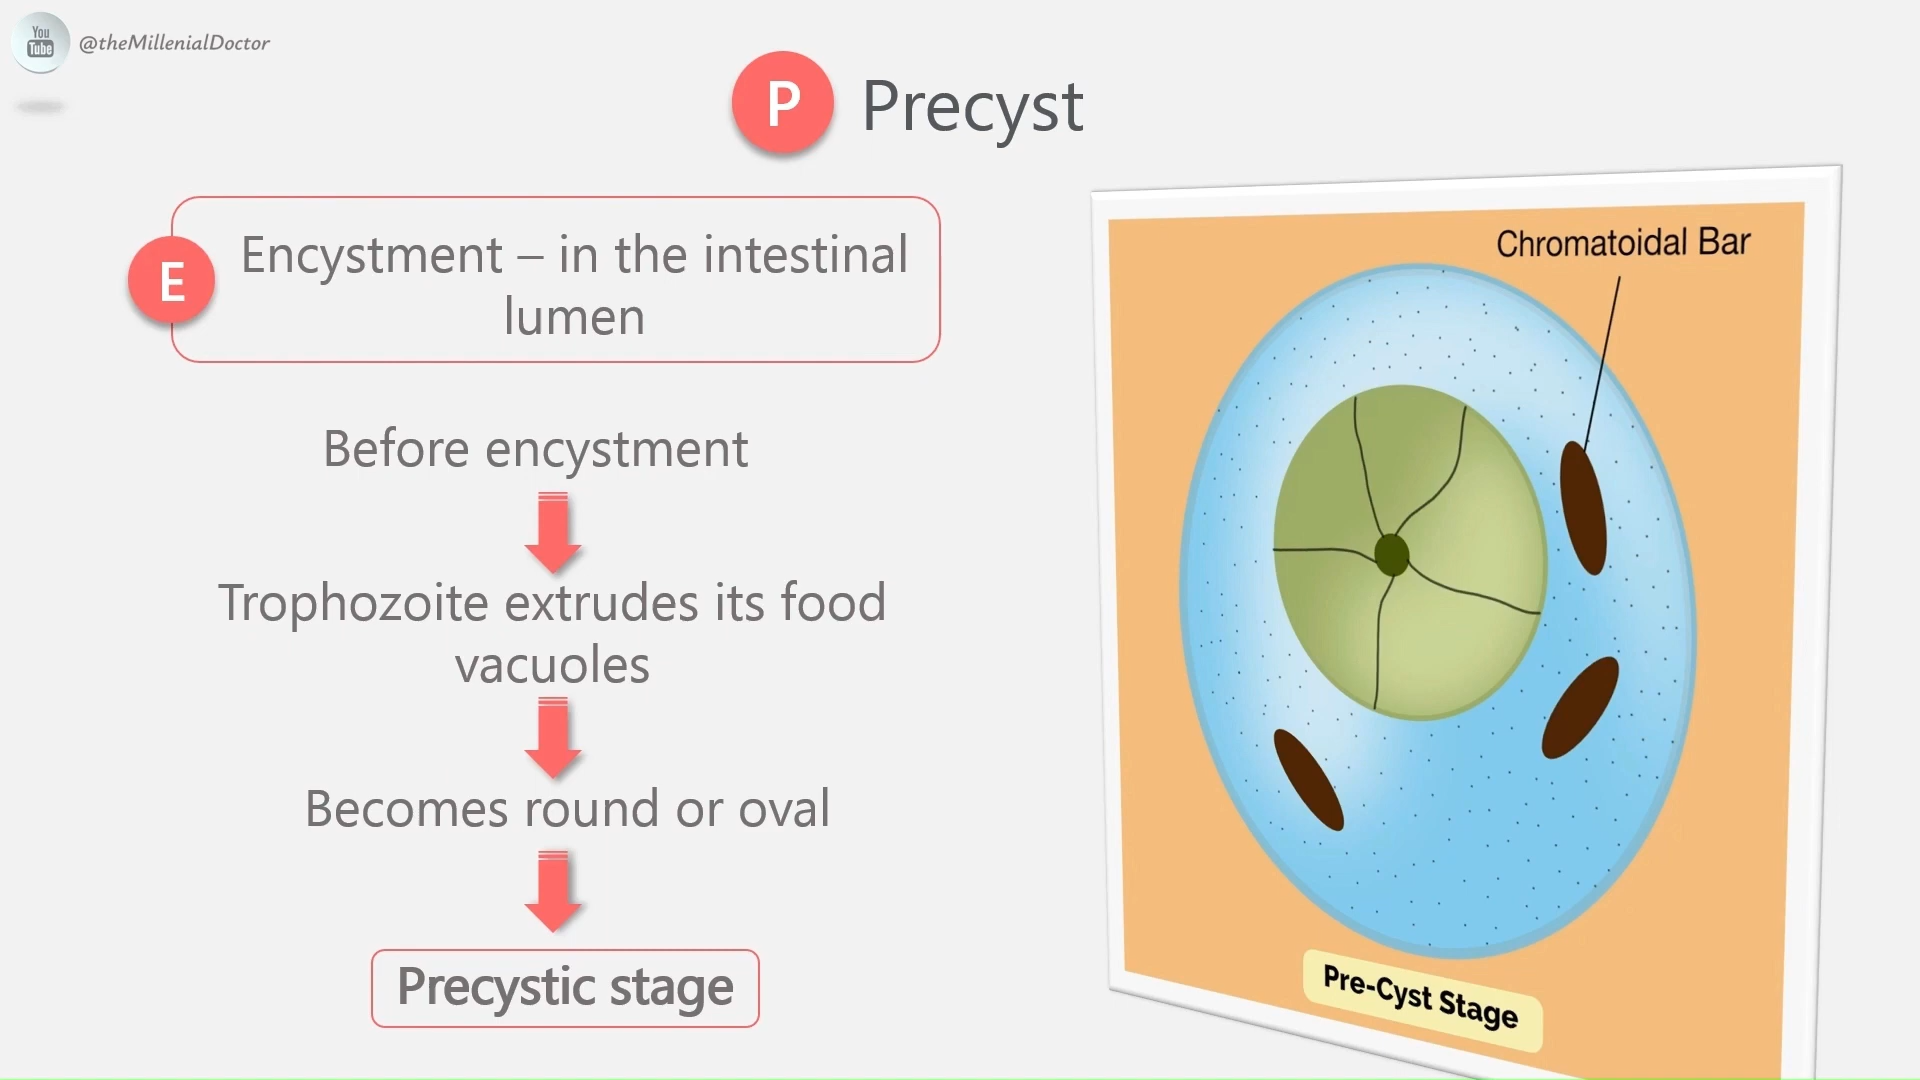 You
Tube
@theMillenialDoctor
P
Precyst
E
Encystment – in the intestinal
lumen
Before encystment
Trophozoite extrudes its food
vacuoles
Becomes round or oval
Precystic stage
Chromatoidal Bar
Pre-Cyst Stage